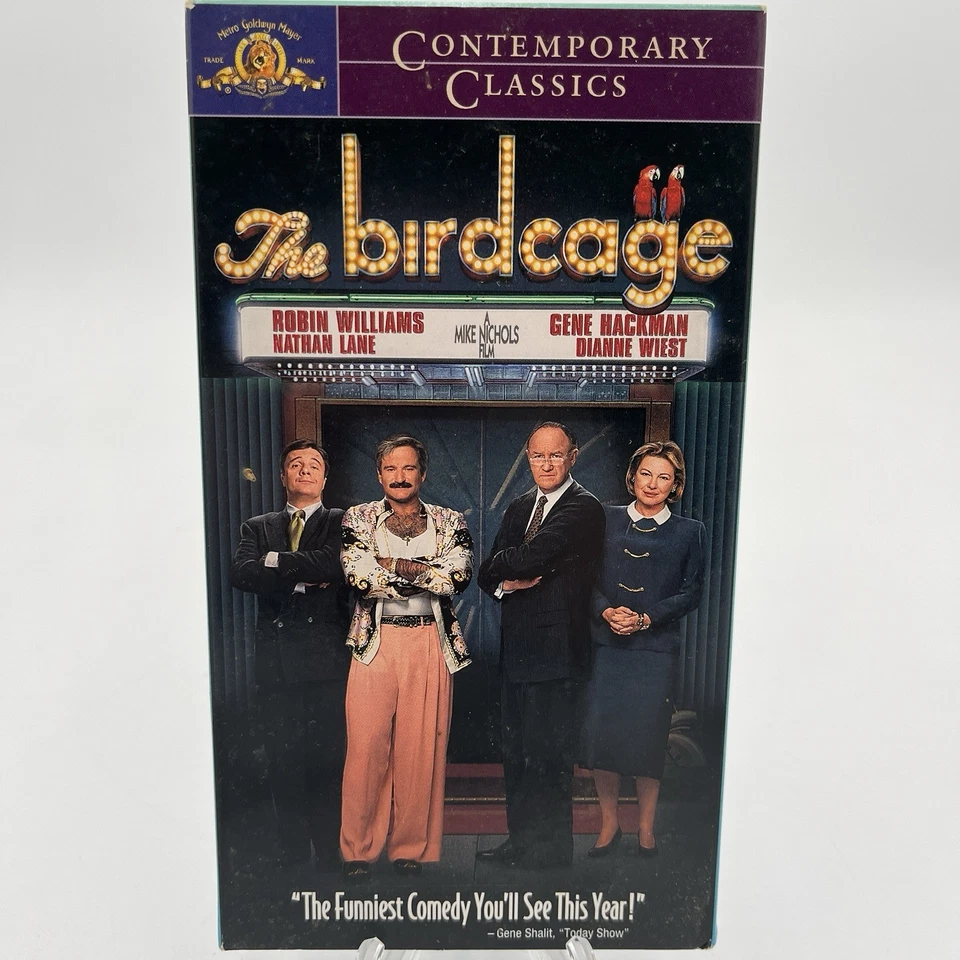 Metro Goldwyn Mayer
TRADE MARK
®
CONTEMPORARY
CLASSICS
The birdcage
ROBIN WILLIAMS
NATHAN LANE
A
MIKE NICHOLS
FILM
GENE HACKMAN
DIANNE WIEST
"The Funniest Comedy You'll See This Year!"
– Gene Shalit, "Today Show"